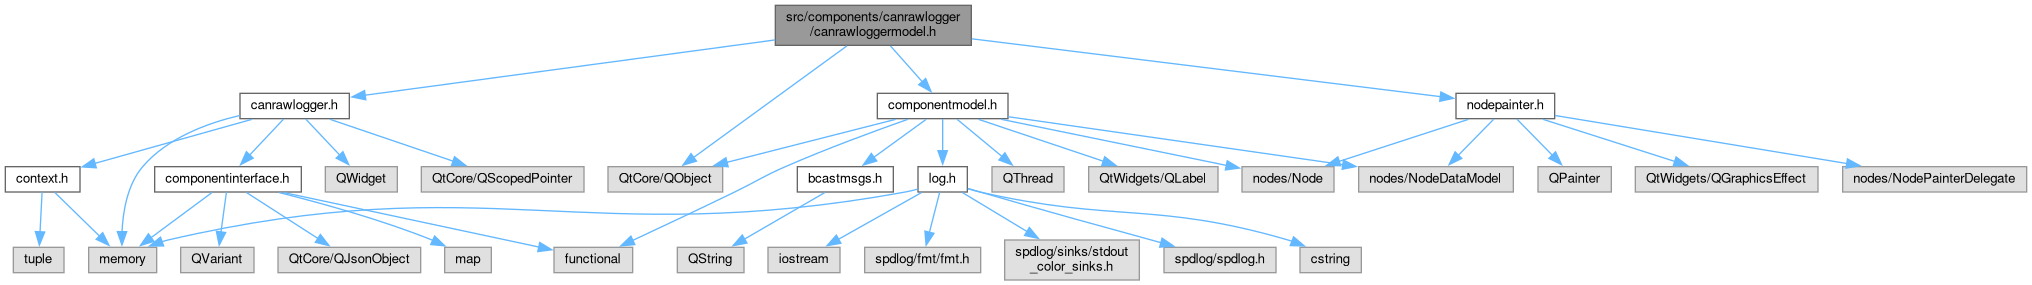 src/components/canrawlogger
/canrawloggermodel.h
canrawlogger.h
componentmodel.h
nodepainter.h
context.h
componentinterface.h
QWidget
QtCore/QScopedPointer
QtCore/QObject
bcastmsgs.h
log.h
QThread
QtWidgets/QLabel
nodes/Node
nodes/NodeDataModel
QPainter
QtWidgets/QGraphicsEffect
nodes/NodePainterDelegate
tuple
memory
QVariant
QtCore/QJsonObject
map
functional
QString
iostream
spdlog/fmt/fmt.h
spdlog/sinks/stdout
_color_sinks.h
spdlog/spdlog.h
cstring